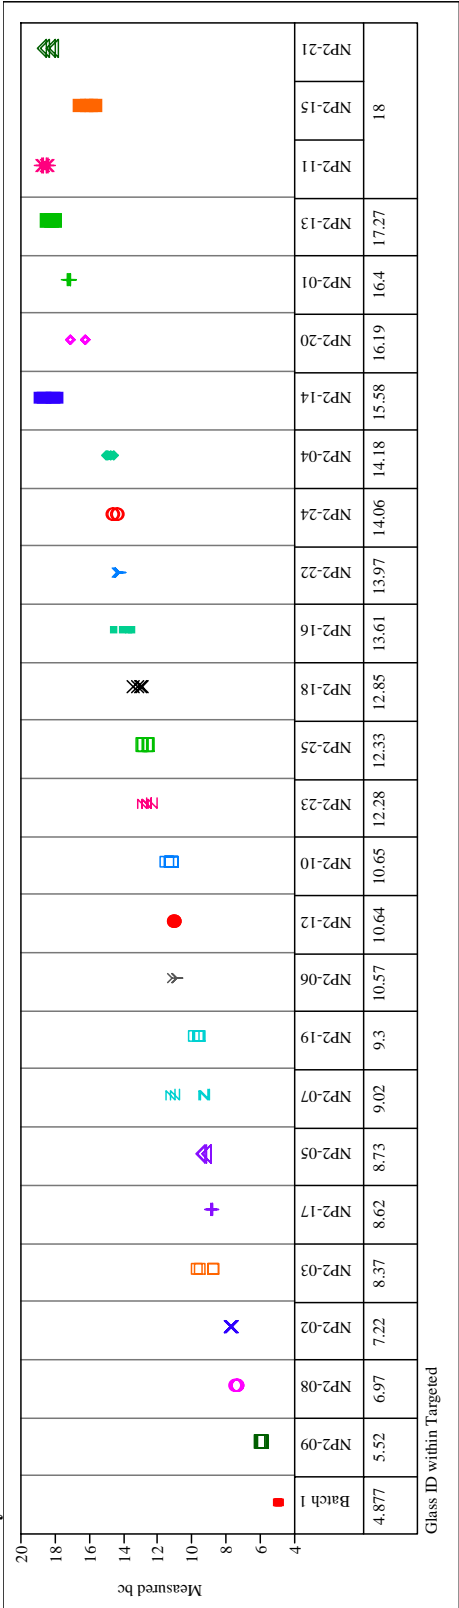 Measured bc
20
18
16
14
12
10
8
6
4
Batch 1
NP2-09
NP2-08
NP2-02
NP2-03
NP2-17
NP2-05
NP2-07
NP2-19
NP2-06
NP2-12
NP2-10
NP2-23
NP2-25
NP2-18
NP2-16
NP2-22
NP2-24
NP2-04
NP2-14
NP2-20
NP2-01
NP2-13
NP2-11
NP2-15
NP2-21
4.877
5.52
6.97
7.22
8.37
8.62
8.73
9.02
9.3
10.57
10.64
10.65
12.28
12.33
12.85
13.61
13.97
14.06
14.18
15.58
16.19
16.4
17.27
18
Glass ID within Targeted